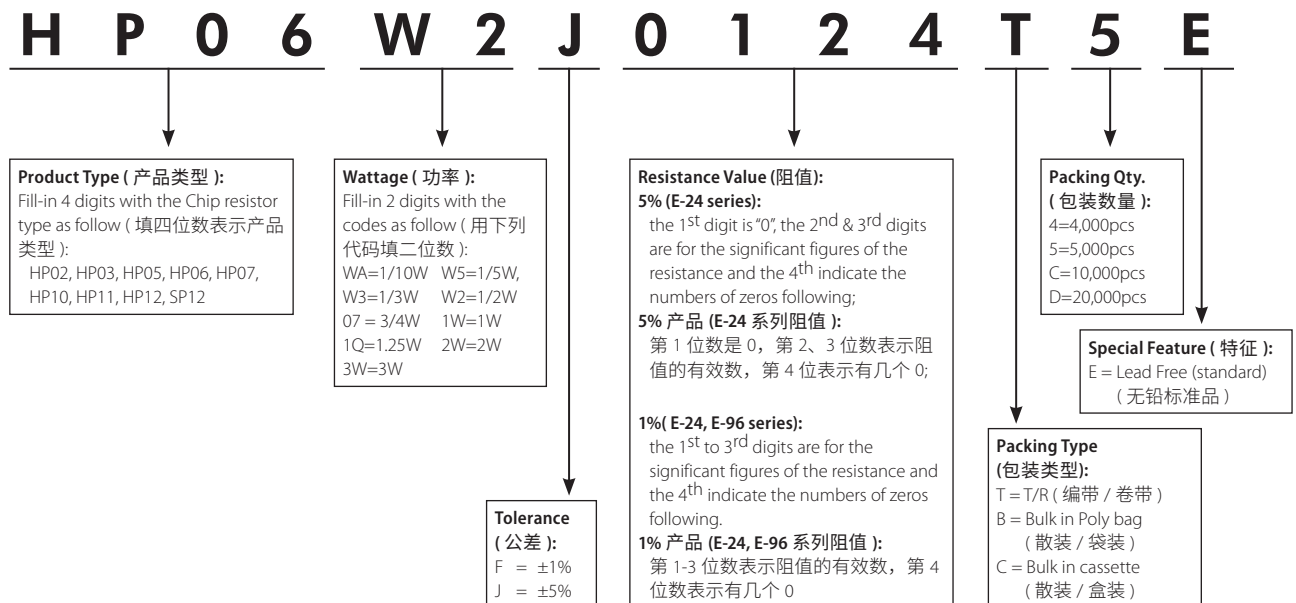 H P 0 6 W 2 J 0 1 2 4 T 5 E
Product Type ( 产品类型 ):
Fill-in 4 digits with the Chip resistor
type as follow ( 填四位数表示产品
类型 ):
HP02, HP03, HP05, HP06, HP07,
HP10, HP11, HP12, SP12
Wattage ( 功率 ):
Fill-in 2 digits with the
codes as follow ( 用下列
代码填二位数 ):
WA=1/10W W5=1/5W,
W3=1/3W W2=1/2W
07 = 3/4W 1W=1W
1Q=1.25W 2W=2W
3W=3W
Tolerance
( 公差 ):
F = ±1%
J = ±5%
Resistance Value (阻值):
5% (E-24 series):
the 1st digit is “0”, the 2nd & 3rd digits
are for the significant figures of the
resistance and the 4th indicate the
numbers of zeros following;
5% 产品 (E-24 系列阻值 ):
第 1 位数是 0，第 2、3 位数表示阻
值的有效数，第 4 位表示有几个 0;
1%( E-24, E-96 series):
the 1st to 3rd digits are for the
significant figures of the resistance and
the 4th indicate the numbers of zeros
following.
1% 产品 (E-24, E-96 系列阻值 ):
第 1-3 位数表示阻值的有效数，第 4
位数表示有几个 0
Packing Type
(包装类型):
T = T/R ( 编带 / 卷带 )
B = Bulk in Poly bag
( 散装 / 袋装 )
C = Bulk in cassette
( 散装 / 盒装 )
Packing Qty.
( 包装数量 ):
4=4,000pcs
5=5,000pcs
C=10,000pcs
D=20,000pcs
Special Feature ( 特征 ):
E = Lead Free (standard)
( 无铅标准品 )